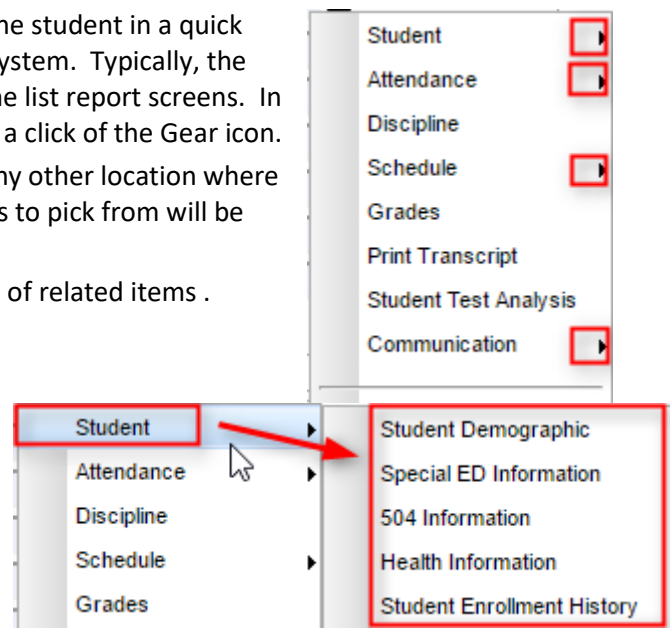 ne student in a quick
ystem. Typically, the
ne list report screens. In
a click of the Gear icon.
ny other location where
s to pick from will be
of related items .
Student
Attendance
Discipline
Schedule
Grades
Print Transcript
Student Test Analysis
Communication
Student
Attendance
Discipline
Schedule
Grades
Student Demographic
Special ED Information
504 Information
Health Information
Student Enrollment History